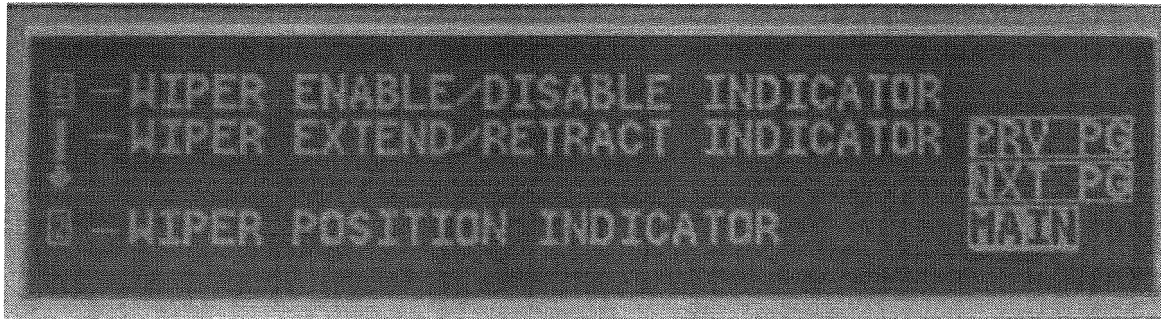 – WIPER ENABLE/DISABLE INDICATOR
– WIPER EXTEND/RETRACT INDICATOR PRV PG
NXT PG
– WIPER POSITION INDICATOR MAIN